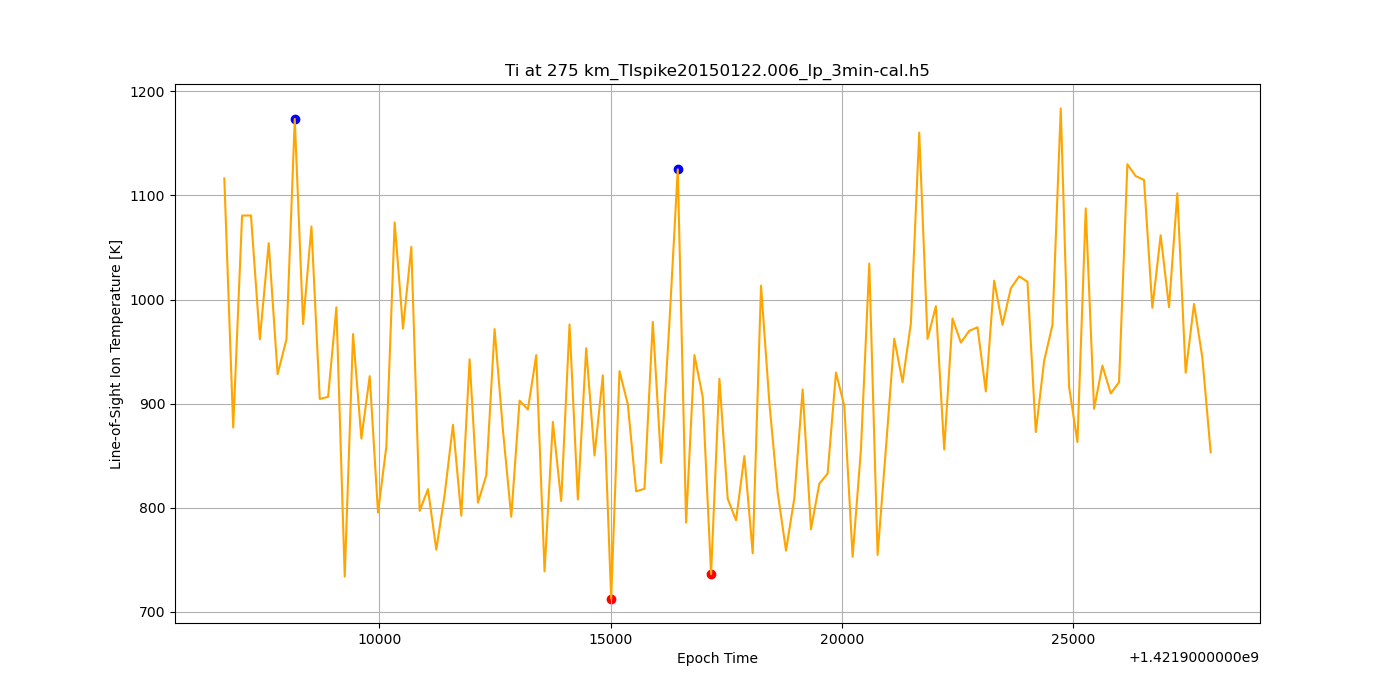 Ti at 275 km_TIspike20150122.006_lp_3min-cal.h5
Line-of-Sight Ion Temperature [K]
1200
1100
1000
900
800
700
10000
15000
20000
25000
Epoch Time
+1.4219000000e9